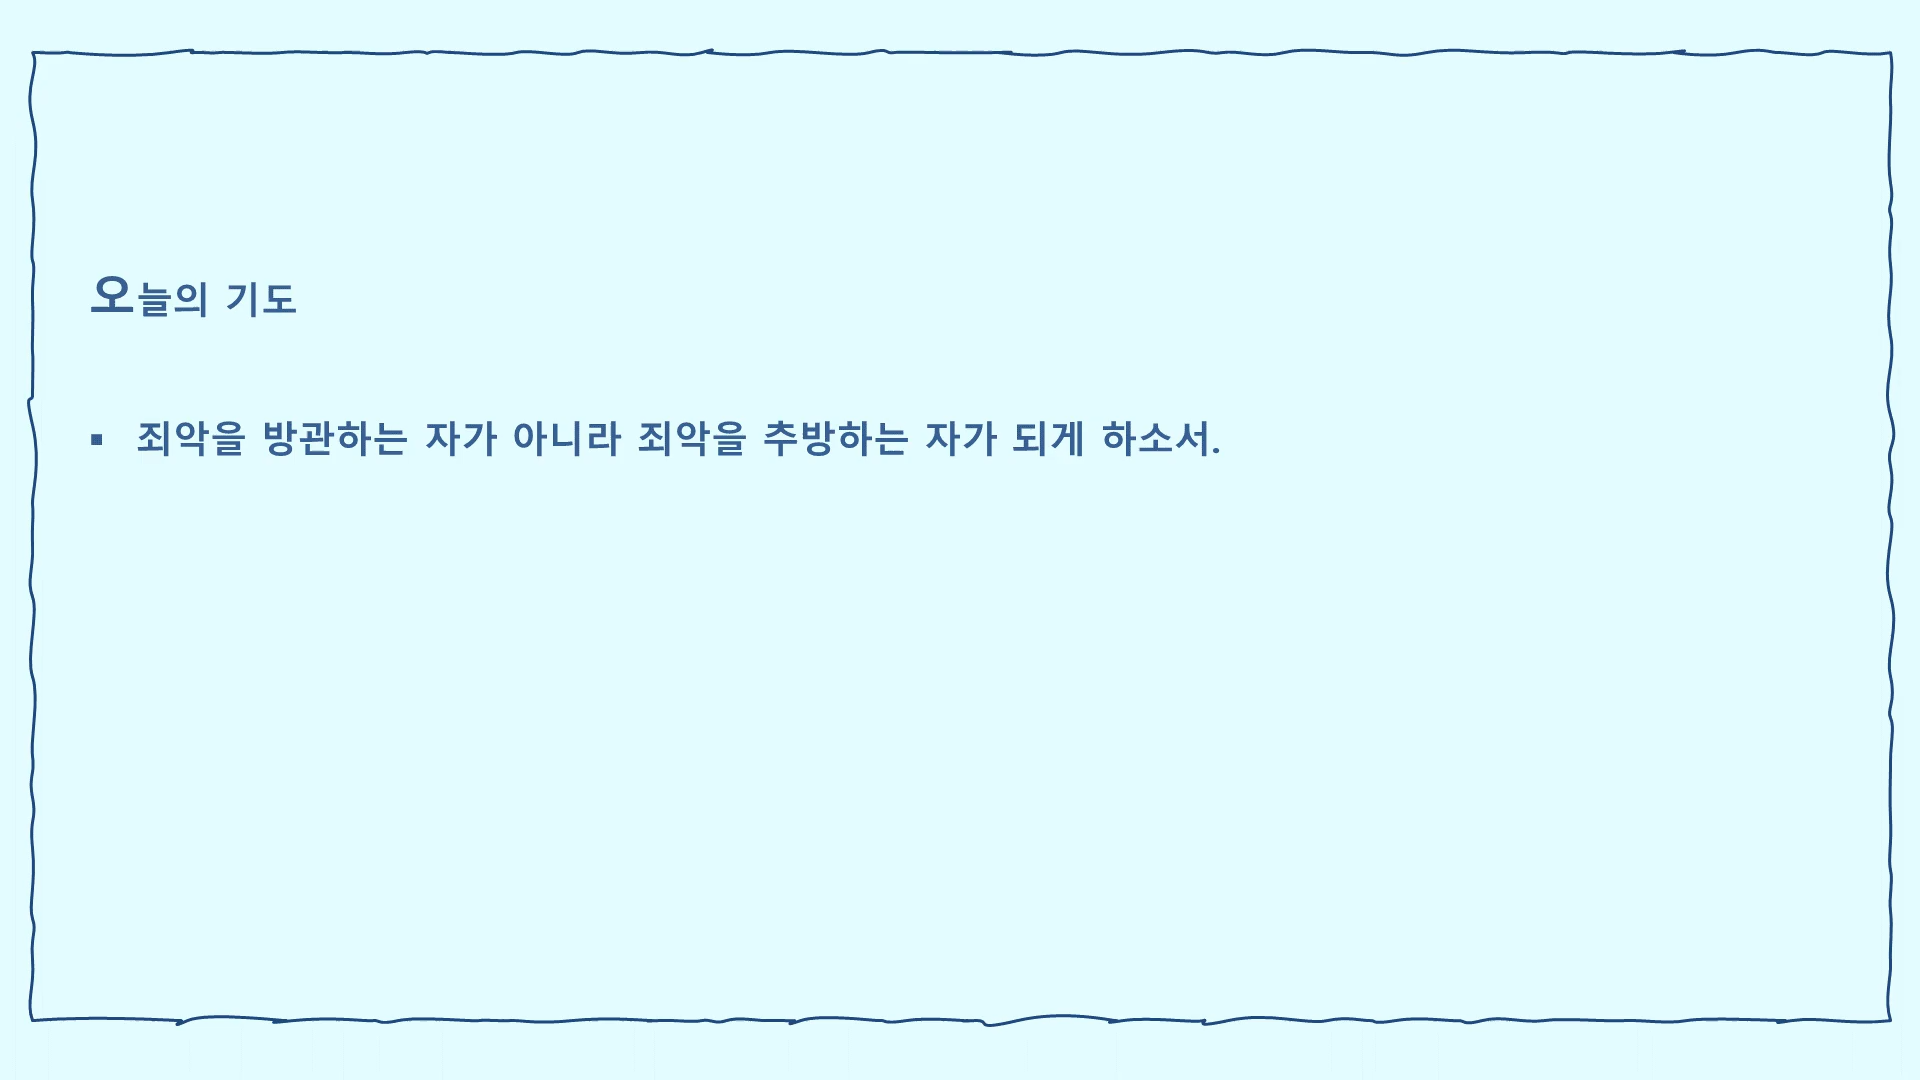 오늘의 기도
▪ 죄악을 방관하는 자가 아니라 죄악을 추방하는 자가 되게 하소서.